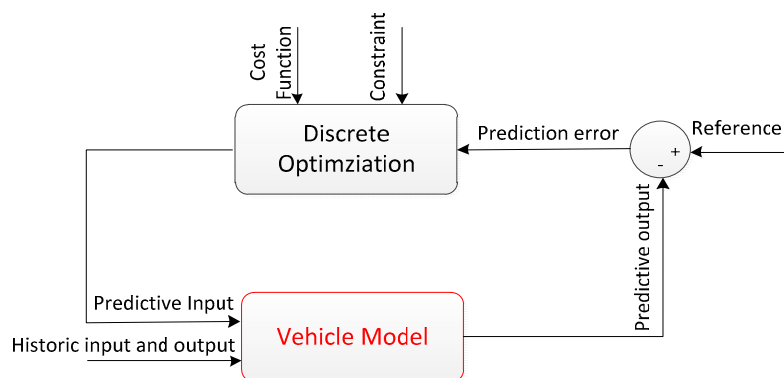 Cost
Function
Constraint
Discrete
Optimziation
Prediction error
Reference
+
-
Predictive output
Predictive Input
Historic input and output
Vehicle Model